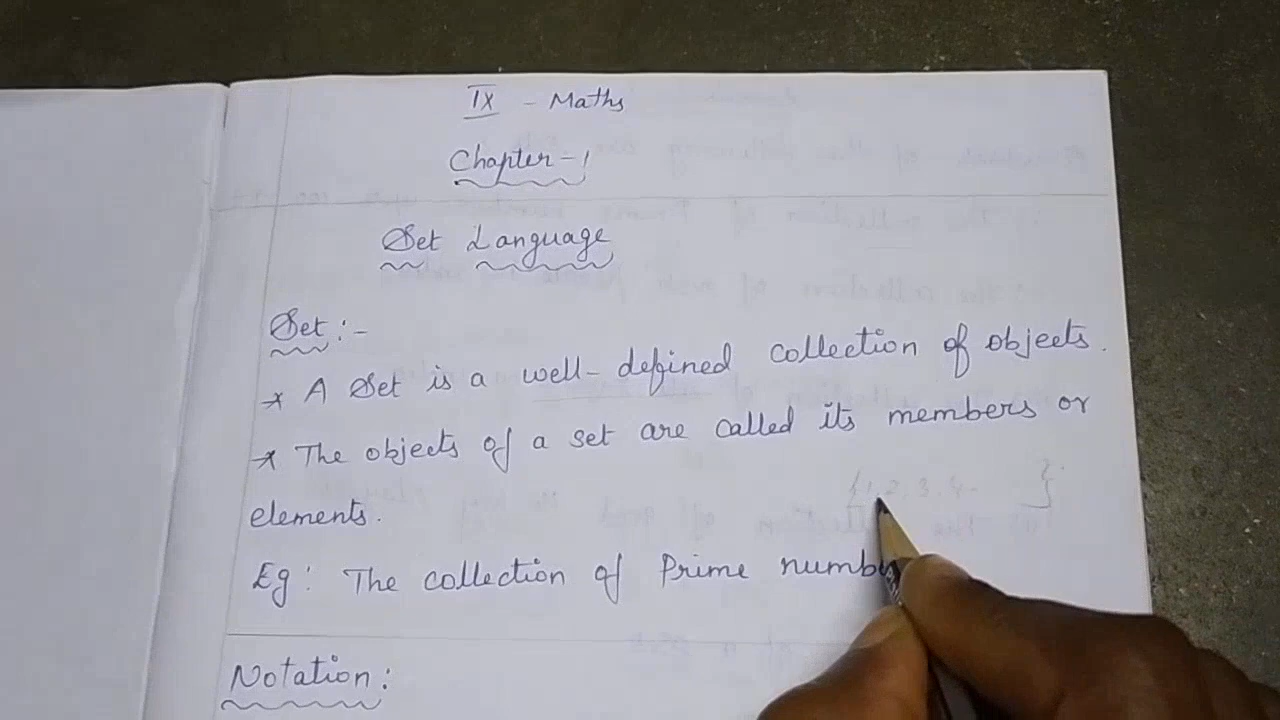 IX - Maths
Chapter - 1
Set Language
Set :-
* A Set is a well-defined collection of objects.
* The objects of a set are called its members or
{1, 2, 3, 4- }
elements.
Eg : The collection of Prime
Notation :